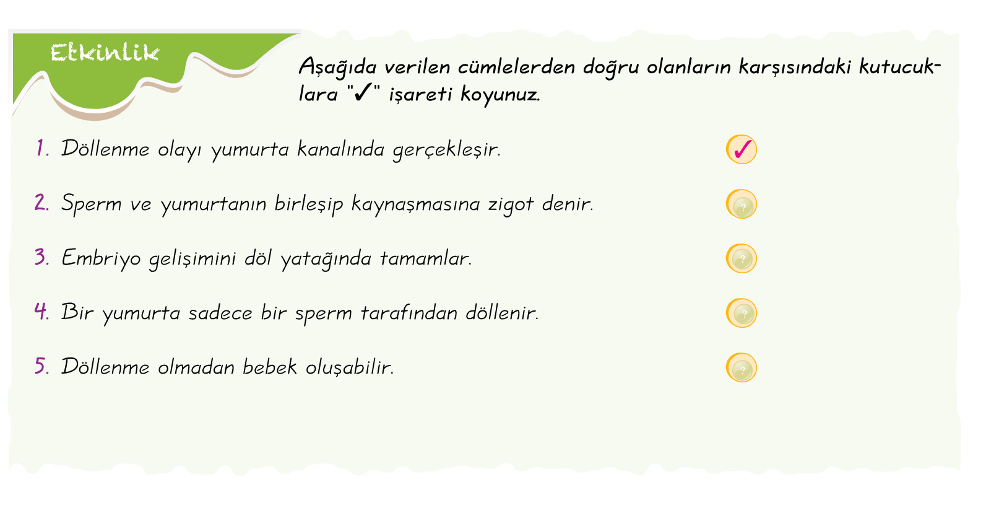 Etkinlik
Aşağıda verilen cümlelerden doğru olanların karşısındaki kutucuk-
lara "✓" işareti koyunuz.
1. Döllenme olayı yumurta kanalında gerçekleşir. ✓
2. Sperm ve yumurtanın birleşip kaynaşmasına zigot denir. ?
3. Embriyo gelişimini döl yatağında tamamlar. ?
4. Bir yumurta sadece bir sperm tarafından döllenir. ?
5. Döllenme olmadan bebek oluşabilir. ?